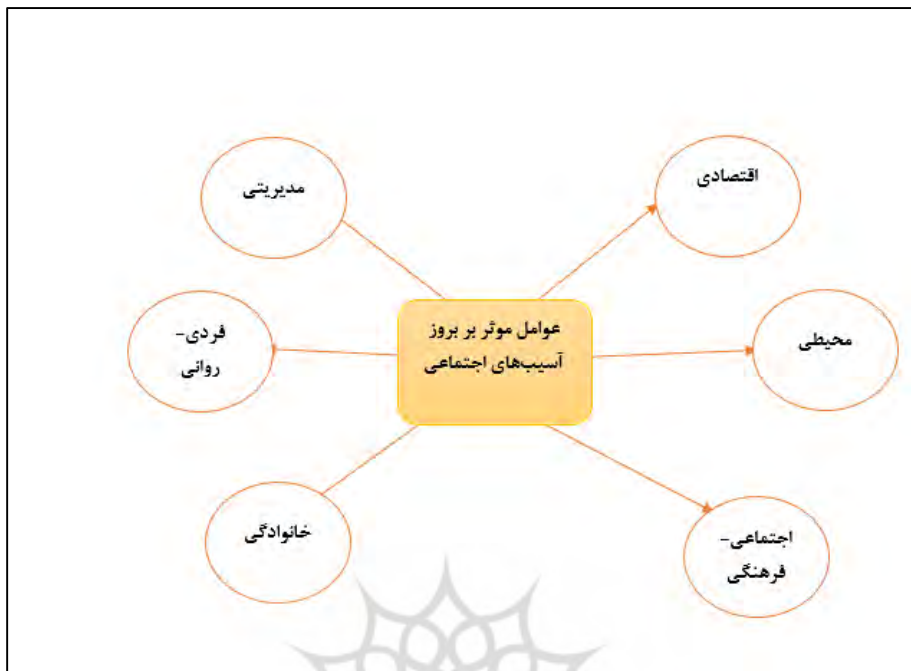 اقتصادی
مدیریتی
عوامل موثر بر بروز
آسیب‌های اجتماعی
محیطی
فردی-
روانی
اجتماعی-
فرهنگی
خانوادگی